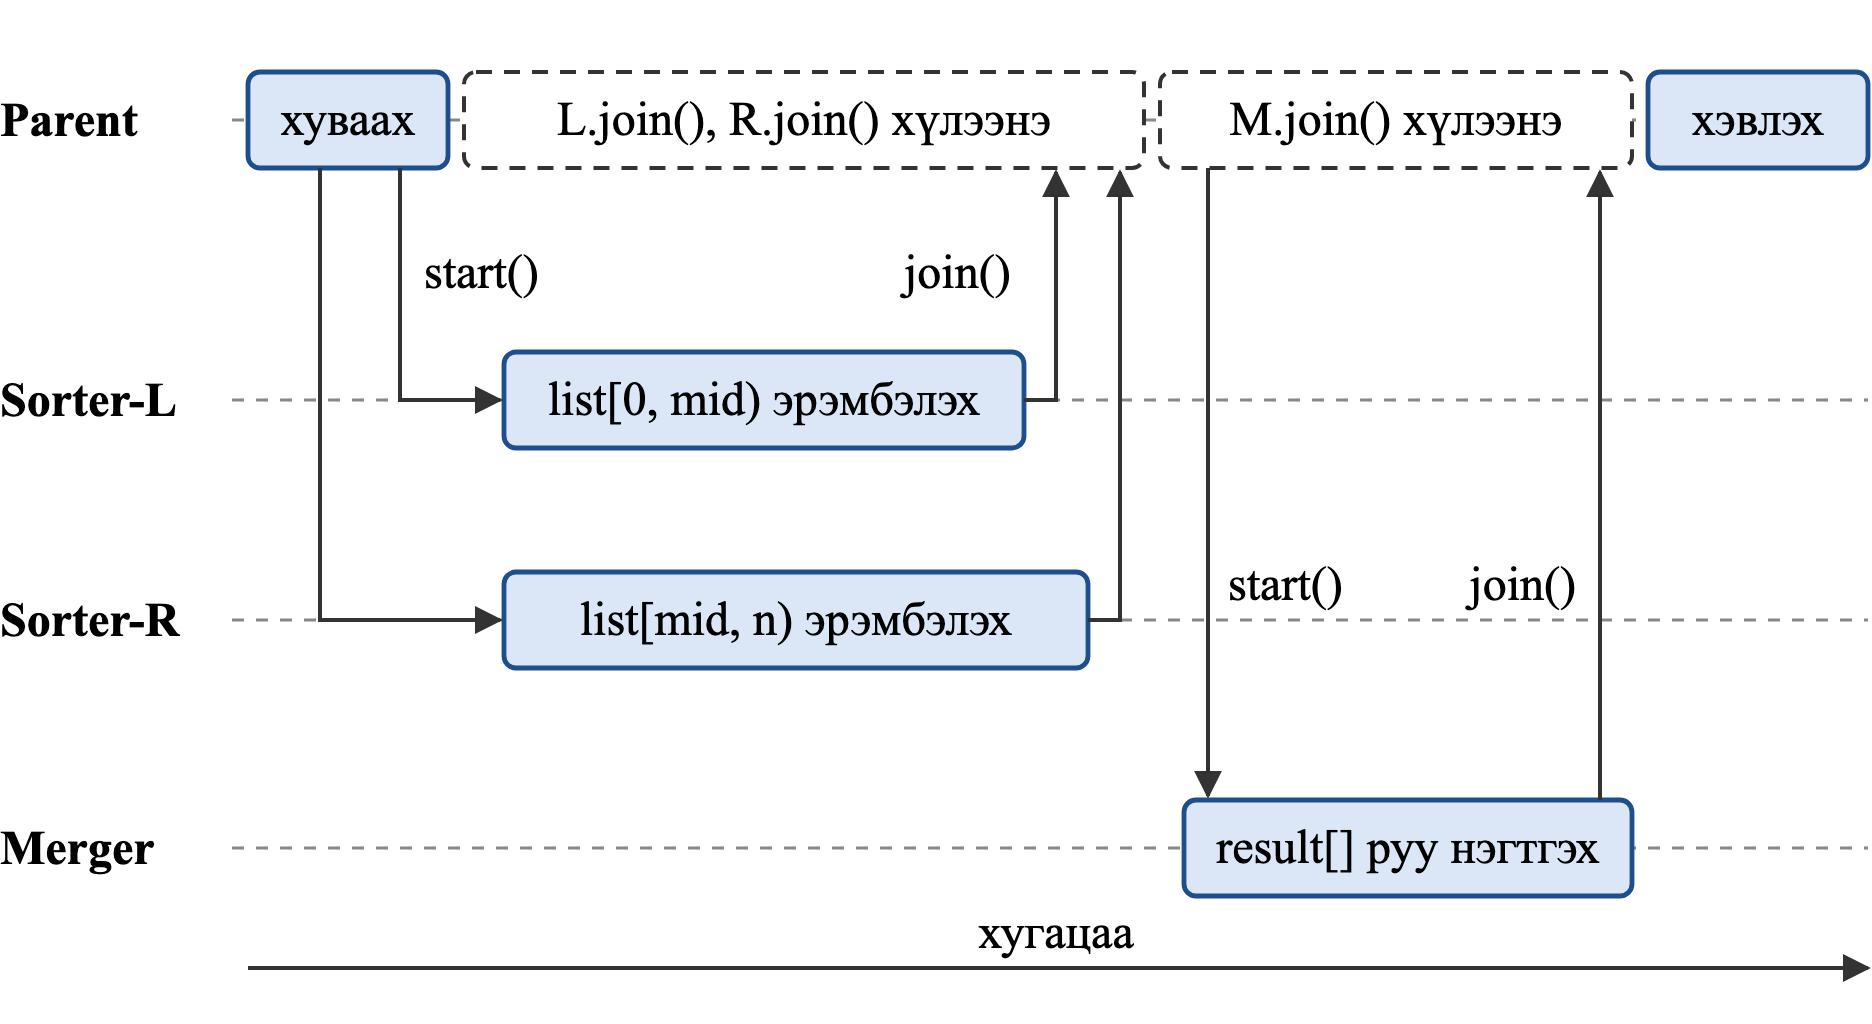 Parent
хуваах
L.join(), R.join() хүлээнэ
M.join() хүлээнэ
хэвлэх
start()
join()
Sorter-L
list[0, mid) эрэмбэлэх
Sorter-R
list[mid, n) эрэмбэлэх
start()
join()
Merger
result[] руу нэгтгэх
хугацаа